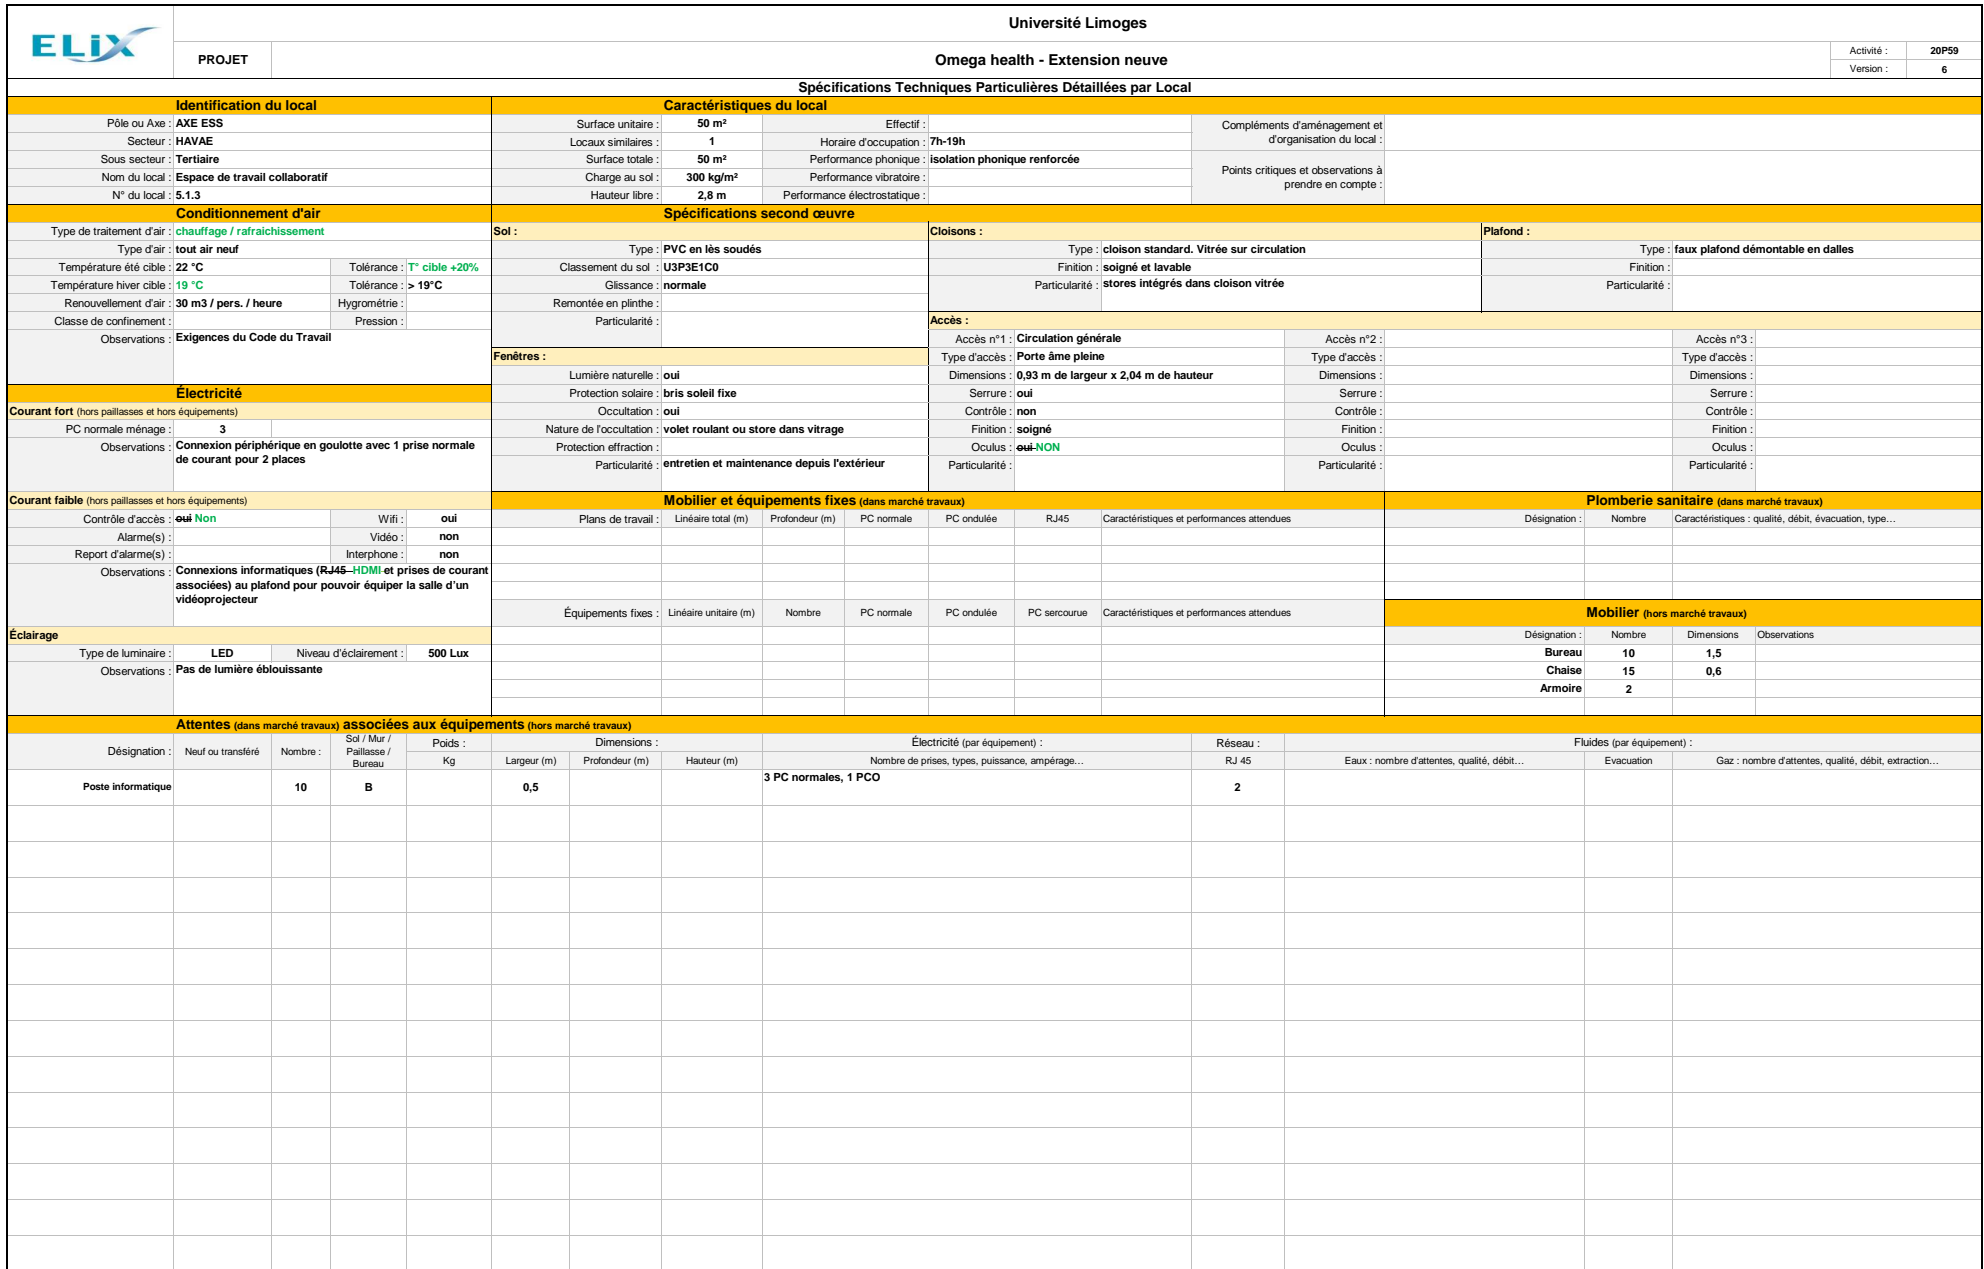 ELiX
Université Limoges
PROJET
Omega health - Extension neuve
Activité : 20P59
Version : 6
Spécifications Techniques Particulières Détaillées par Local
Identification du local
Pôle ou Axe : AXE ESS
Secteur : HAVAE
Sous secteur : Tertiaire
Nom du local : Espace de travail collaboratif
N° du local : 5.1.3
Caractéristiques du local
Surface unitaire : 50 m²
Locaux similaires : 1
Surface totale : 50 m²
Charge au sol : 300 kg/m²
Hauteur libre : 2,8 m
Effectif :
Horaire d'occupation : 7h-19h
Performance phonique : isolation phonique renforcée
Performance vibratoire :
Performance électrostatique :
Compléments d'aménagement et
d'organisation du local :
Points critiques et observations à
prendre en compte :
Conditionnement d'air
Type de traitement d'air : chauffage / rafraichissement
Type d'air : tout air neuf
Température été cible : 22 °C Tolérance : T° cible +20%
Température hiver cible : 19 °C Tolérance : > 19°C
Renouvellement d'air : 30 m3 / pers. / heure Hygrométrie :
Classe de confinement : Pression :
Observations : Exigences du Code du Travail
Électricité
Courant fort (hors paillasses et hors équipements)
PC normale ménage : 3
Observations : Connexion périphérique en goulotte avec 1 prise normale
de courant pour 2 places
Courant faible (hors paillasses et hors équipements)
Contrôle d'accès : oui Non Wifi : oui
Alarme(s) : Vidéo : non
Report d'alarme(s) : Interphone : non
Observations : Connexions informatiques (RJ45 HDMI et prises de courant
associées) au plafond pour pouvoir équiper la salle d'un
vidéoprojecteur
Éclairage
Type de luminaire : LED Niveau d'éclairement : 500 Lux
Observations : Pas de lumière éblouissante
Spécifications second œuvre
Sol :
Type : PVC en lès soudés
Classement du sol : U3P3E1C0
Glissance : normale
Remontée en plinthe :
Particularité :
Fenêtres :
Lumière naturelle : oui
Protection solaire : bris soleil fixe
Occultation : oui
Nature de l'occultation : volet roulant ou store dans vitrage
Protection effraction :
Particularité : entretien et maintenance depuis l'extérieur
Cloisons :
Type : cloison standard. Vitrée sur circulation
Finition : soigné et lavable
Particularité : stores intégrés dans cloison vitrée
Plafond :
Type : faux plafond démontable en dalles
Finition :
Particularité :
Accès :
Accès n°1 : Circulation générale Accès n°2 : Accès n°3 :
Type d'accès : Porte âme pleine Type d'accès : Type d'accès :
Dimensions : 0,93 m de largeur x 2,04 m de hauteur Dimensions : Dimensions :
Serrure : oui Serrure : Serrure :
Contrôle : non Contrôle : Contrôle :
Finition : soigné Finition : Finition :
Oculus : oui NON Oculus : Oculus :
Particularité : Particularité : Particularité :
Mobilier et équipements fixes (dans marché travaux)
Plans de travail : Linéaire total (m) Profondeur (m) PC normale PC ondulée RJ45 Caractéristiques et performances attendues
Équipements fixes : Linéaire unitaire (m) Nombre PC normale PC ondulée PC sercourue Caractéristiques et performances attendues
Plomberie sanitaire (dans marché travaux)
Désignation : Nombre Caractéristiques : qualité, débit, évacuation, type…
Mobilier (hors marché travaux)
Désignation : Nombre Dimensions Observations
Bureau 10 1,5
Chaise 15 0,6
Armoire 2
Attentes (dans marché travaux) associées aux équipements (hors marché travaux)
Désignation : Neuf ou transféré Nombre : Sol / Mur / Paillasse / Bureau Poids : Dimensions : Électricité (par équipement) : Réseau : Fluides (par équipement) :
Kg Largeur (m) Profondeur (m) Hauteur (m) Nombre de prises, types, puissance, ampérage… RJ 45 Eaux : nombre d'attentes, qualité, débit… Evacuation Gaz : nombre d'attentes, qualité, débit, extraction…
Poste informatique 10 B 0,5 3 PC normales, 1 PCO 2